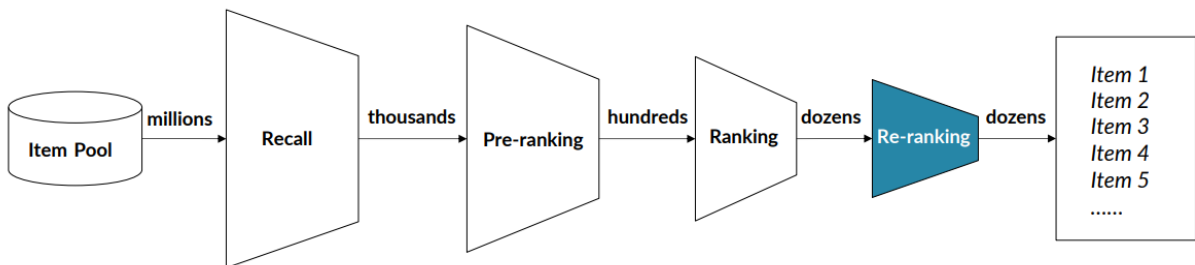 Item Pool
millions
Recall
thousands
Pre-ranking
hundreds
Ranking
dozens
Re-ranking
dozens
Item 1
Item 2
Item 3
Item 4
Item 5
......